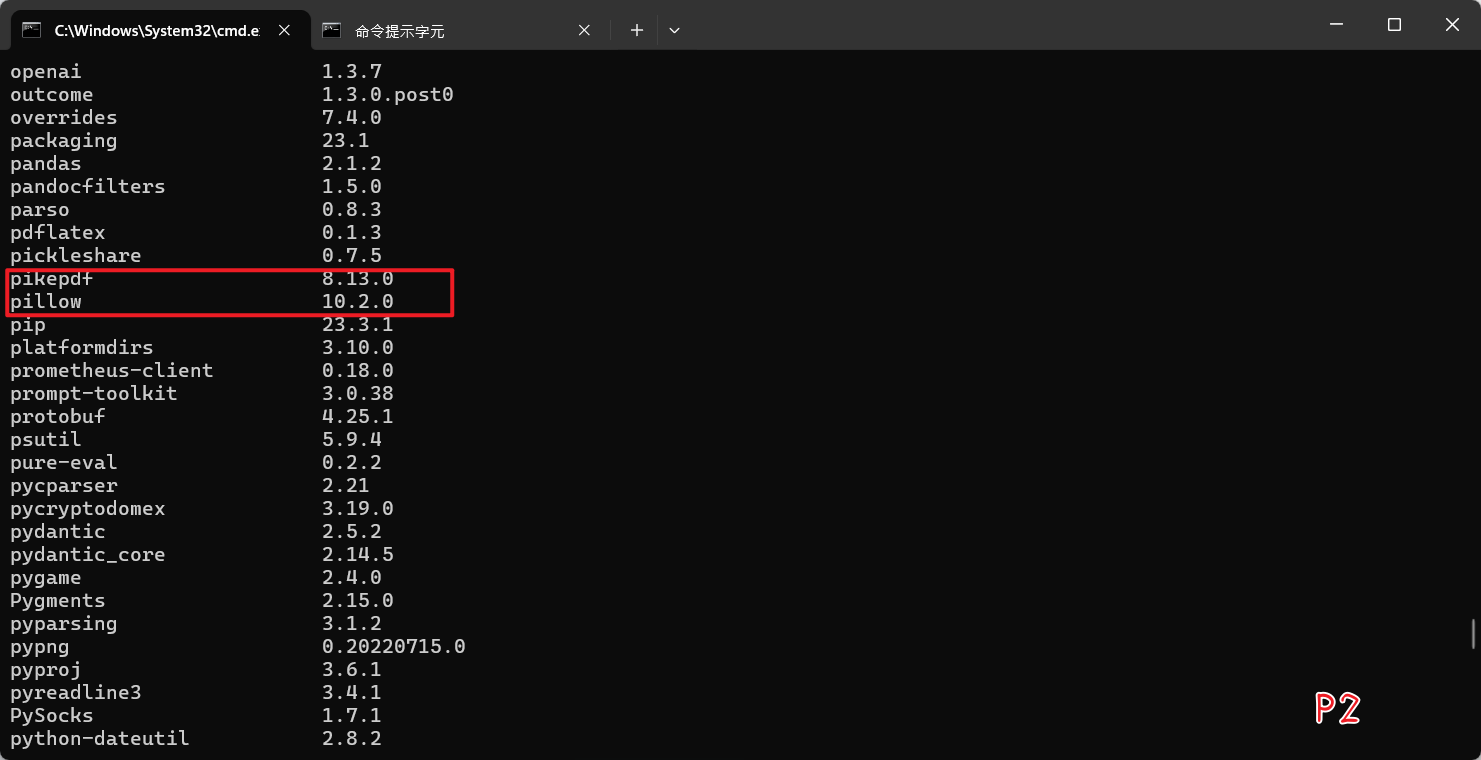 C:\Windows\System32\cmd.e
命令提示字元
openai 1.3.7
outcome 1.3.0.post0
overrides 7.4.0
packaging 23.1
pandas 2.1.2
pandocfilters 1.5.0
parso 0.8.3
pdflatex 0.1.3
pickleshare 0.7.5
pikepdf 8.13.0
pillow 10.2.0
pip 23.3.1
platformdirs 3.10.0
prometheus-client 0.18.0
prompt-toolkit 3.0.38
protobuf 4.25.1
psutil 5.9.4
pure-eval 0.2.2
pycparser 2.21
pycryptodomex 3.19.0
pydantic 2.5.2
pydantic_core 2.14.5
pygame 2.4.0
Pygments 2.15.0
pyparsing 3.1.2
pypng 0.20220715.0
pyproj 3.6.1
pyreadline3 3.4.1
PySocks 1.7.1
python-dateutil 2.8.2
P2